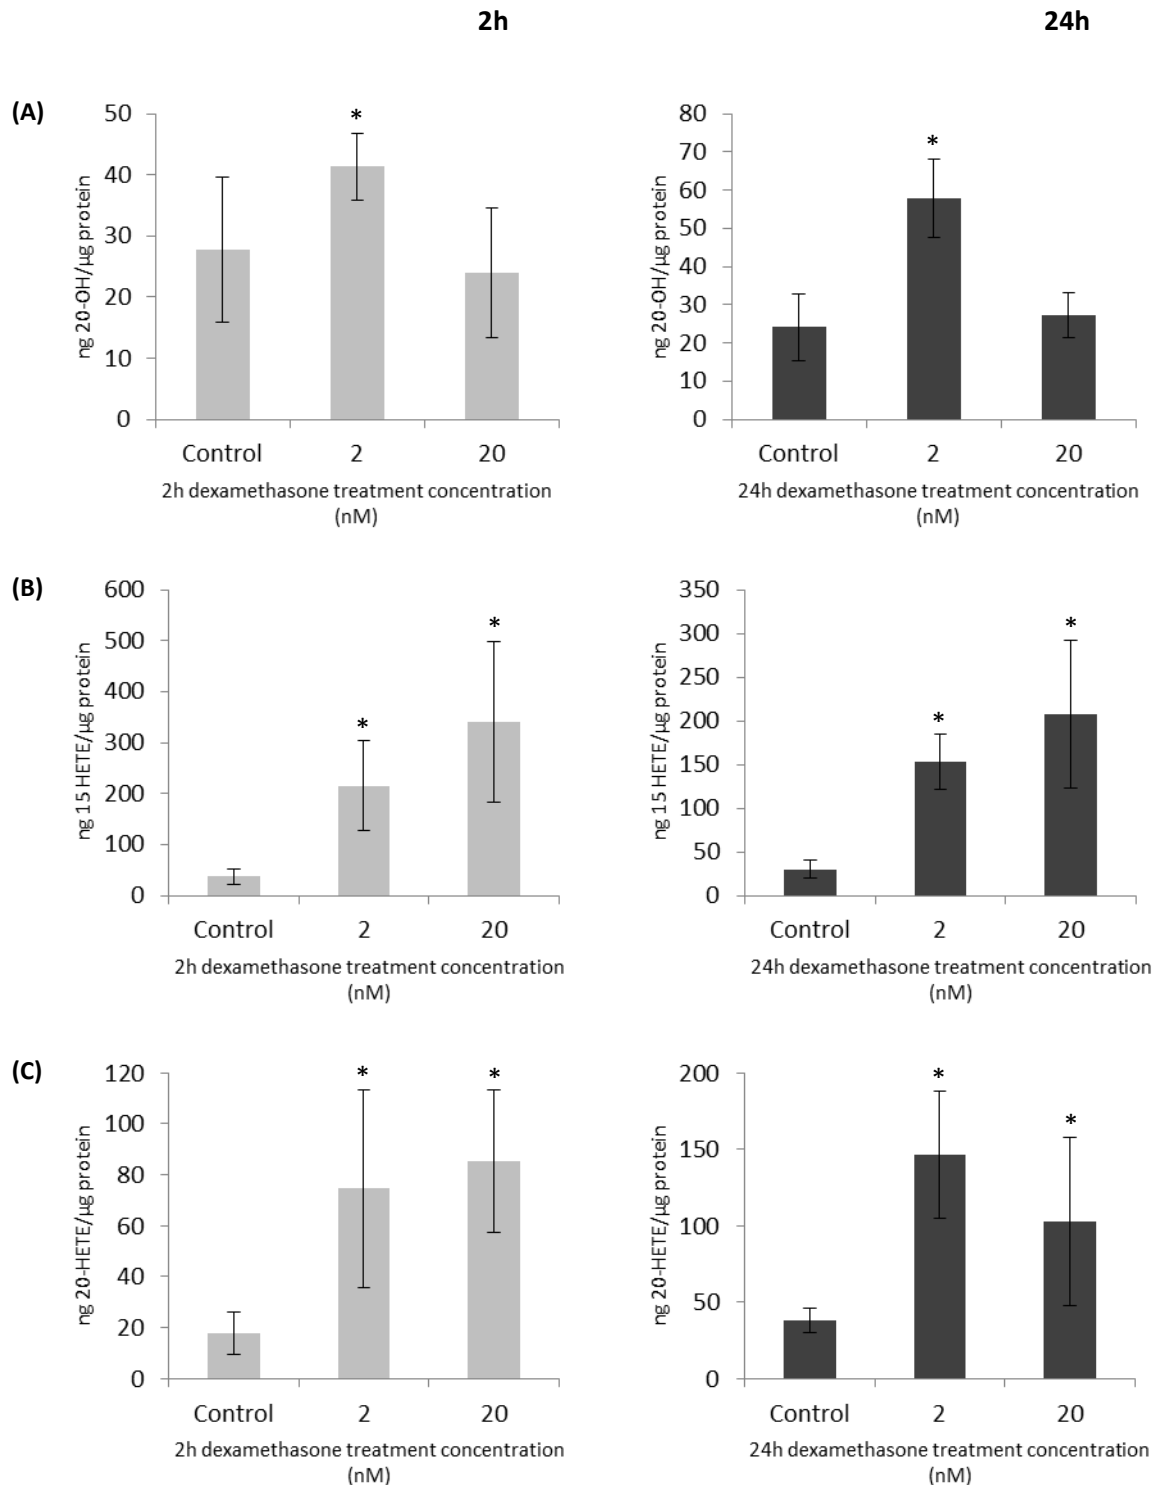 2h
24h
(A)
50
40
30
20
10
0
ng 20-OH/µg protein
*
Control 2 20
2h dexamethasone treatment concentration
(nM)
80
70
60
50
40
30
20
10
0
ng 20-OH/µg protein
*
Control 2 20
24h dexamethasone treatment concentration
(nM)
(B)
600
500
400
300
200
100
0
ng 15 HETE/µg protein
*
*
Control 2 20
2h dexamethasone treatment concentration
(nM)
350
300
250
200
150
100
50
0
ng 15 HETE/µg protein
*
*
Control 2 20
24h dexamethasone treatment concentration
(nM)
(C)
120
100
80
60
40
20
0
ng 20-HETE/µg protein
*
*
Control 2 20
2h dexamethasone treatment concentration
(nM)
200
150
100
50
0
ng 20-HETE/µg protein
*
*
Control 2 20
24h dexamethasone treatment concentration
(nM)